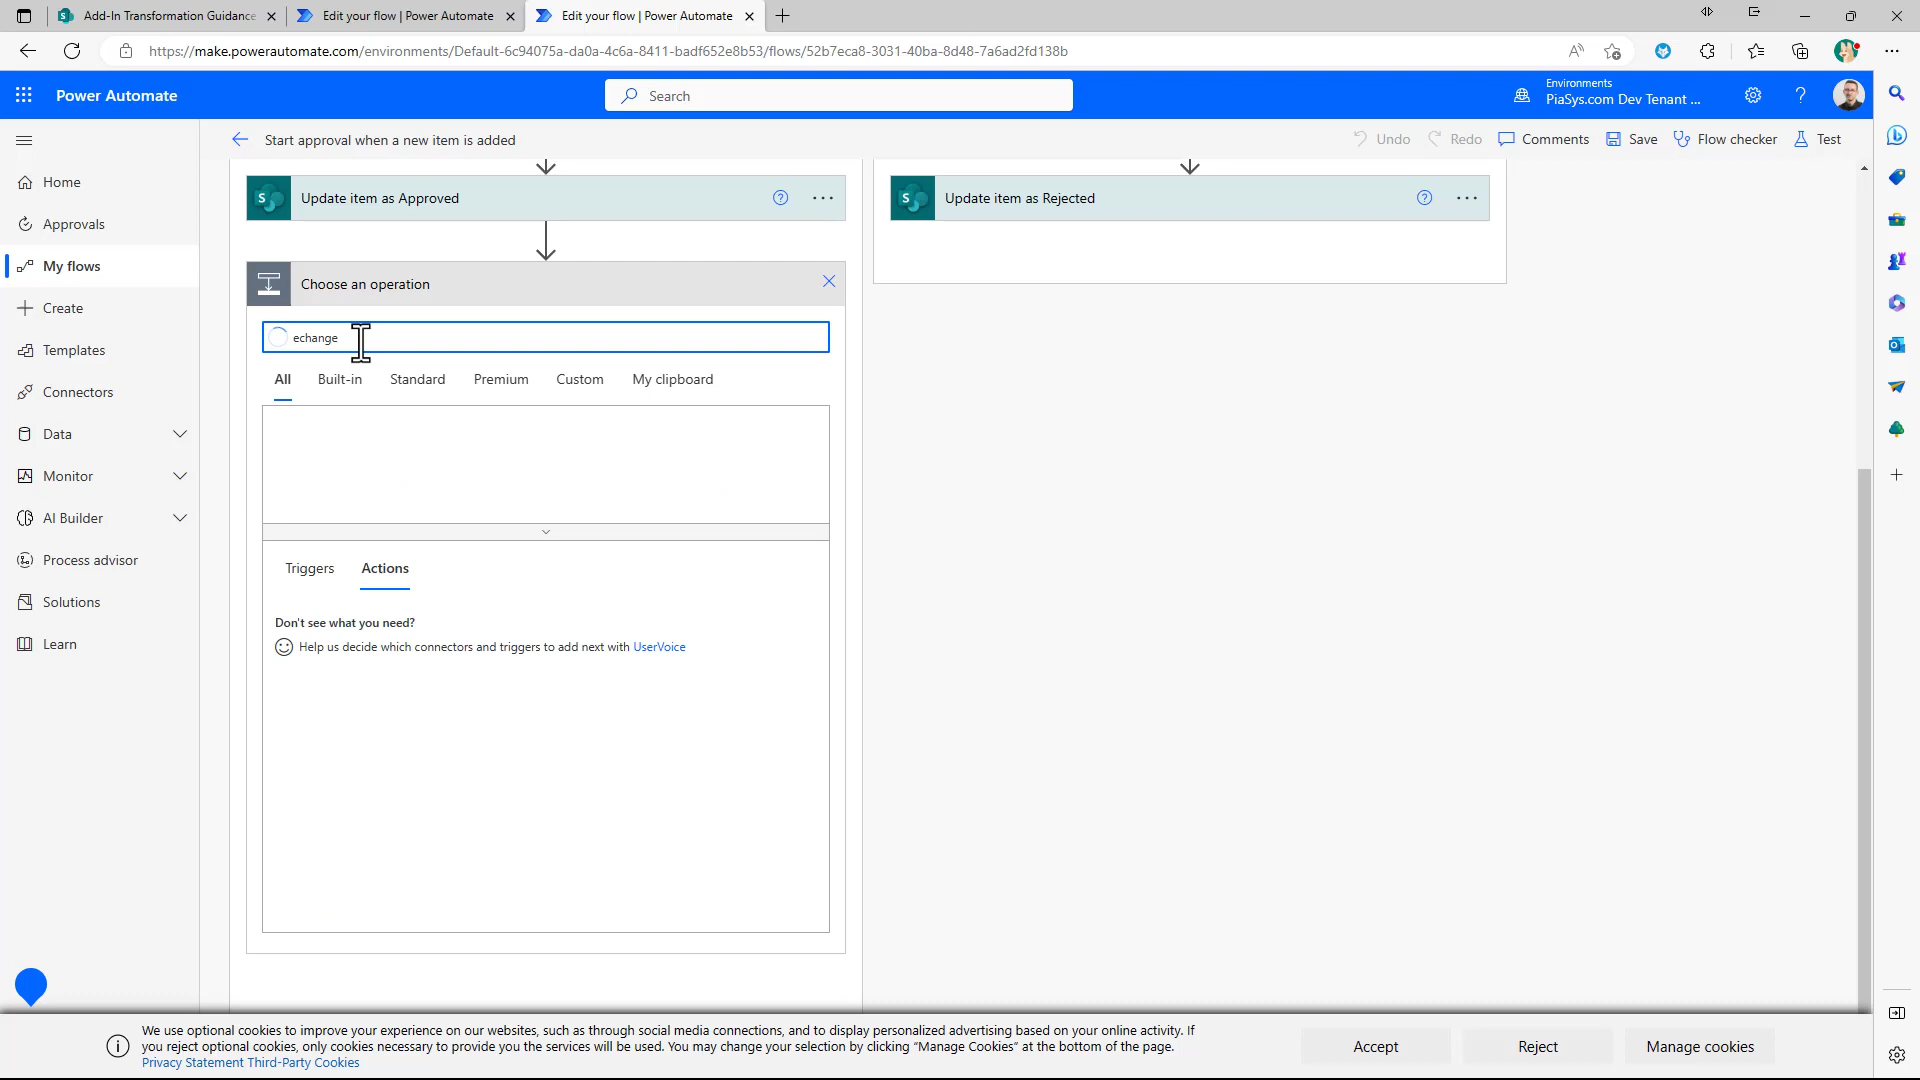 Add-In Transformation Guidance
Edit your flow | Power Automate
Edit your flow | Power Automate
https://make.powerautomate.com/environments/Default-6c94075a-da0a-4c6a-8411-badf652e8b53/flows/52b7eca8-3031-40ba-8d48-7a6ad2fd138b
Power Automate
Search
Environments
PiaSys.com Dev Tenant ...
Start approval when a new item is added
Undo
Redo
Comments
Save
Flow checker
Test
Home
Approvals
My flows
Create
Templates
Connectors
Data
Monitor
AI Builder
Process advisor
Solutions
Learn
Update item as Approved
Update item as Rejected
Choose an operation
echange
All
Built-in
Standard
Premium
Custom
My clipboard
Triggers
Actions
Don't see what you need?
Help us decide which connectors and triggers to add next with UserVoice
We use optional cookies to improve your experience on our websites, such as through social media connections, and to display personalized advertising based on your online activity. If
you reject optional cookies, only cookies necessary to provide you the services will be used. You may change your selection by clicking “Manage Cookies” at the bottom of the page.
Privacy Statement Third-Party Cookies
Accept
Reject
Manage cookies